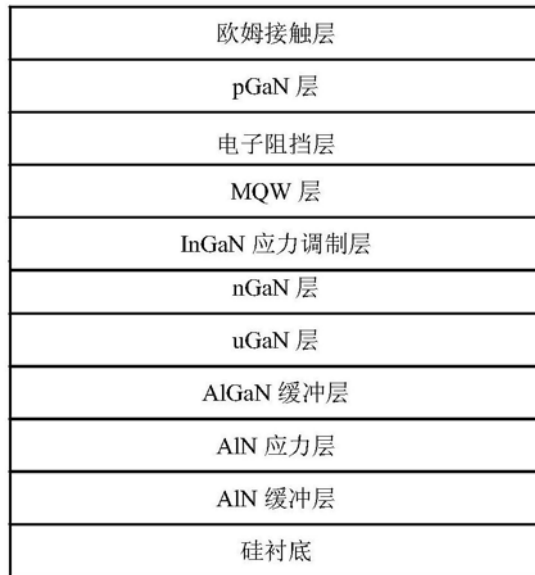 欧姆接触层
pGaN 层
电子阻挡层
MQW 层
InGaN 应力调制层
nGaN 层
uGaN 层
AlGaN 缓冲层
AlN 应力层
AlN 缓冲层
硅衬底